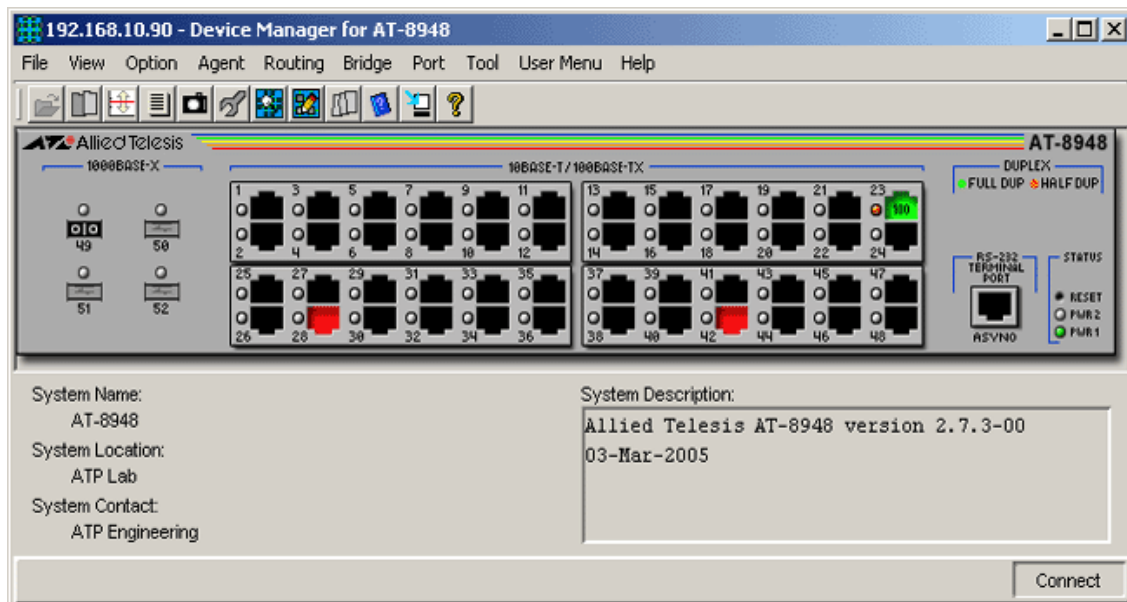 192.168.10.90 - Device Manager for AT-8948
File View Option Agent Routing Bridge Port Tool User Menu Help
Allied Telesis
AT-8948
1000BASE-X
10BASE-T/100BASE-TX
DUPLEX
FULL DUP HALF DUP
1 3 5 7 9 11 13 15 17 19 21 23
100
49 50
2 4 6 8 10 12 14 16 18 20 22 24
25 27 29 31 33 35 37 39 41 43 45 47
51 52
26 28 30 32 34 36 38 40 42 44 46 48
RS-232
TERMINAL
PORT
ASYN0
STATUS
RESET
PWR2
PWR1
System Name:
AT-8948
System Location:
ATP Lab
System Contact:
ATP Engineering
System Description:
Allied Telesis AT-8948 version 2.7.3-00
03-Mar-2005
Connect